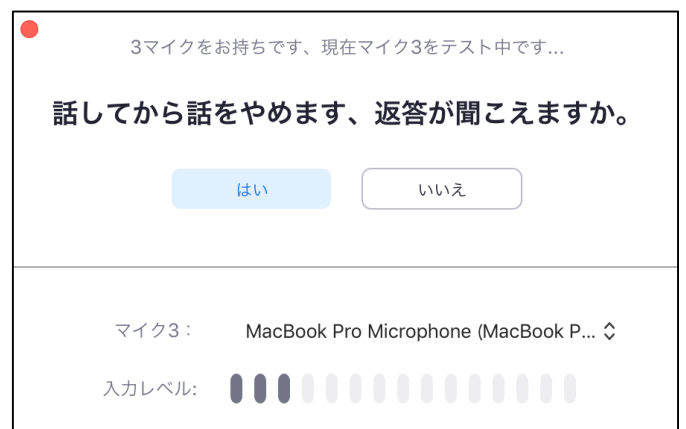 3マイクをお持ちです、現在マイク3をテスト中です...
話してから話をやめます、返答が聞こえますか。
はい いいえ
マイク3： MacBook Pro Microphone (MacBook P...
入力レベル: